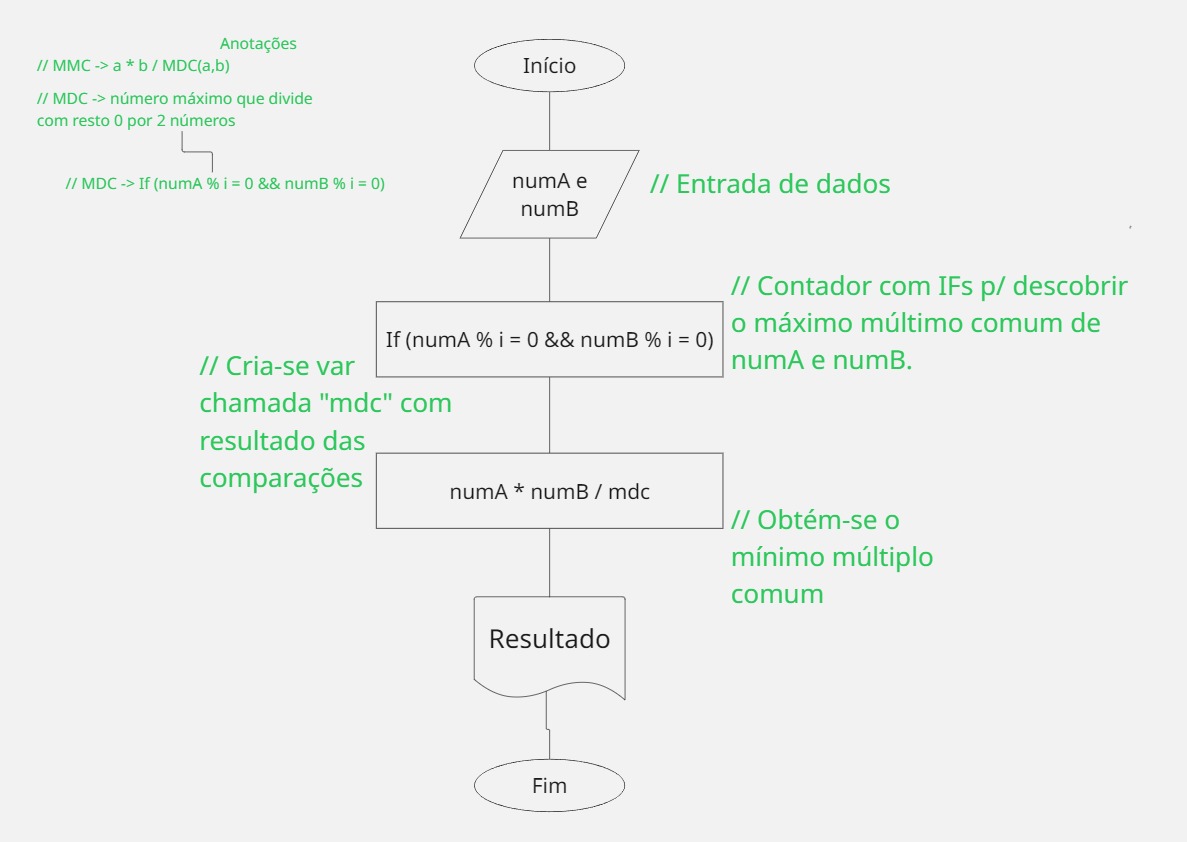 Anotações
// MMC -> a * b / MDC(a,b)
// MDC -> número máximo que divide
com resto 0 por 2 números
// MDC -> If (numA % i = 0 && numB % i = 0)
Início
numA e
numB
// Entrada de dados
If (numA % i = 0 && numB % i = 0)
// Contador com IFs p/ descobrir
o máximo múltimo comum de
numA e numB.
// Cria-se var
chamada "mdc" com
resultado das
comparações
numA * numB / mdc
// Obtém-se o
mínimo múltiplo
comum
Resultado
Fim